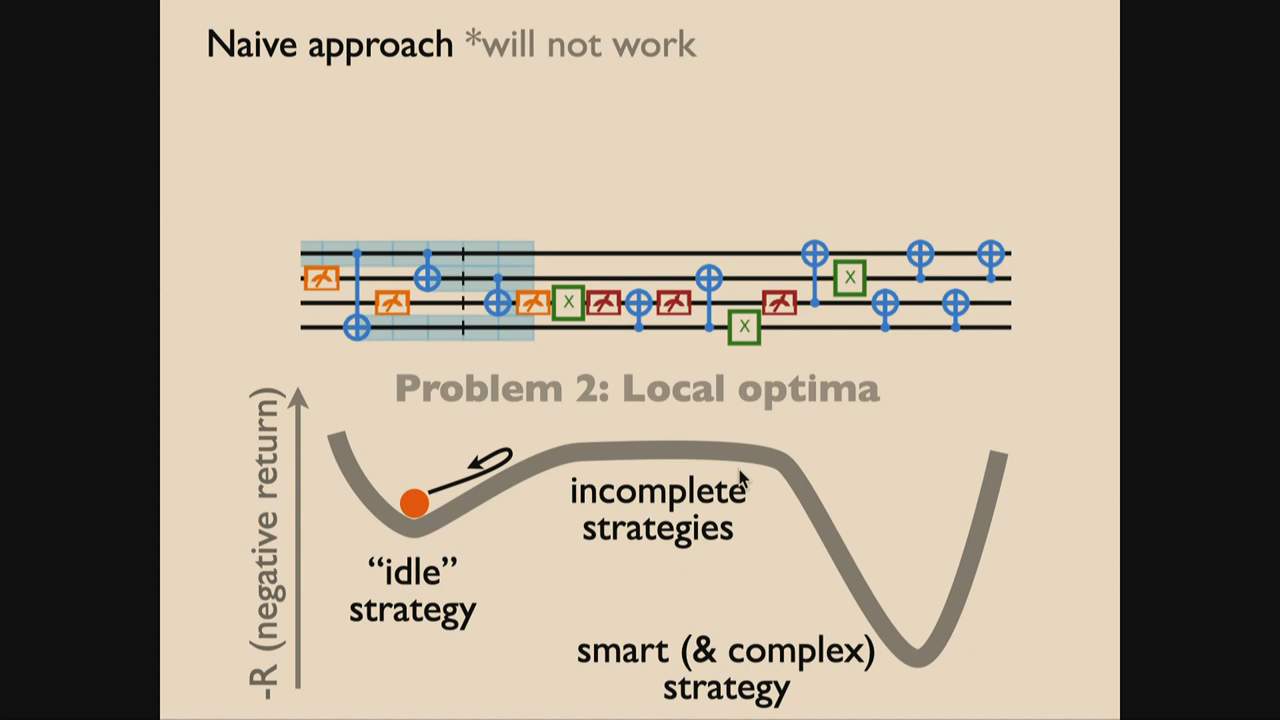 Naive approach *will not work
X
X
X
Problem 2: Local optima
-R (negative return)
incomplete
strategies
“idle”
strategy
smart (& complex)
strategy